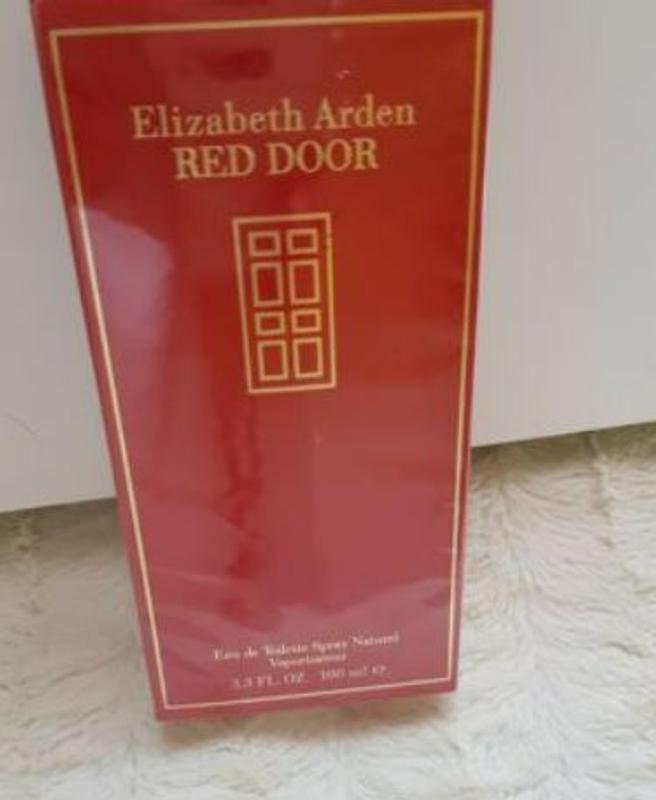 Elizabeth Arden
RED DOOR
Eau de Toilette Spray Naturel
Vaporisateur
3.3 FL. OZ. 100 ml ℮